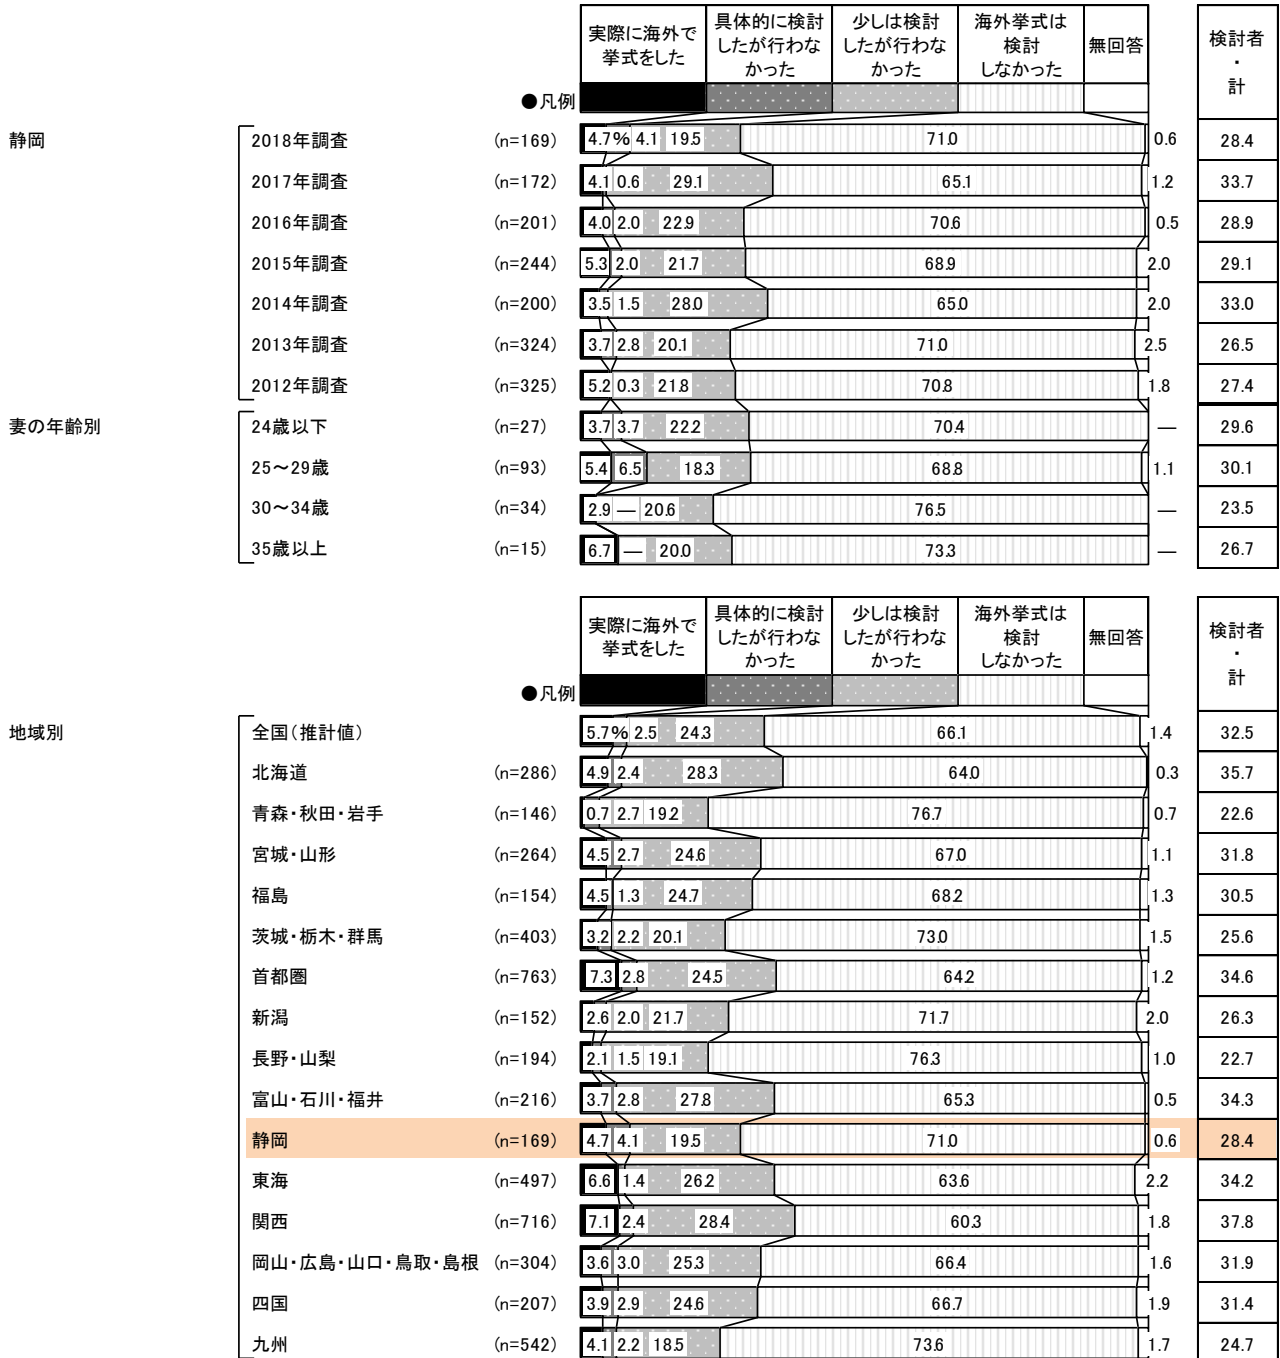 実際に海外で
挙式をした
具体的に検討
したが行わな
かった
少しは検討
したが行わな
かった
海外挙式は
検討
しなかった
無回答
検討者
・
計
●凡例
静岡 2018年調査 (n=169) 4.7% 4.1 19.5 71.0 0.6 28.4
2017年調査 (n=172) 4.1 0.6 29.1 65.1 1.2 33.7
2016年調査 (n=201) 4.0 2.0 22.9 70.6 0.5 28.9
2015年調査 (n=244) 5.3 2.0 21.7 68.9 2.0 29.1
2014年調査 (n=200) 3.5 1.5 28.0 65.0 2.0 33.0
2013年調査 (n=324) 3.7 2.8 20.1 71.0 2.5 26.5
2012年調査 (n=325) 5.2 0.3 21.8 70.8 1.8 27.4
妻の年齢別 24歳以下 (n=27) 3.7 3.7 22.2 70.4 — 29.6
25～29歳 (n=93) 5.4 6.5 18.3 68.8 1.1 30.1
30～34歳 (n=34) 2.9 — 20.6 76.5 — 23.5
35歳以上 (n=15) 6.7 — 20.0 73.3 — 26.7
実際に海外で
挙式をした
具体的に検討
したが行わな
かった
少しは検討
したが行わな
かった
海外挙式は
検討
しなかった
無回答
検討者
・
計
●凡例
地域別 全国（推計値） 5.7% 2.5 24.3 66.1 1.4 32.5
北海道 (n=286) 4.9 2.4 28.3 64.0 0.3 35.7
青森・秋田・岩手 (n=146) 0.7 2.7 19.2 76.7 0.7 22.6
宮城・山形 (n=264) 4.5 2.7 24.6 67.0 1.1 31.8
福島 (n=154) 4.5 1.3 24.7 68.2 1.3 30.5
茨城・栃木・群馬 (n=403) 3.2 2.2 20.1 73.0 1.5 25.6
首都圏 (n=763) 7.3 2.8 24.5 64.2 1.2 34.6
新潟 (n=152) 2.6 2.0 21.7 71.7 2.0 26.3
長野・山梨 (n=194) 2.1 1.5 19.1 76.3 1.0 22.7
富山・石川・福井 (n=216) 3.7 2.8 27.8 65.3 0.5 34.3
静岡 (n=169) 4.7 4.1 19.5 71.0 0.6 28.4
東海 (n=497) 6.6 1.4 26.2 63.6 2.2 34.2
関西 (n=716) 7.1 2.4 28.4 60.3 1.8 37.8
岡山・広島・山口・鳥取・島根 (n=304) 3.6 3.0 25.3 66.4 1.6 31.9
四国 (n=207) 3.9 2.9 24.6 66.7 1.9 31.4
九州 (n=542) 4.1 2.2 18.5 73.6 1.7 24.7